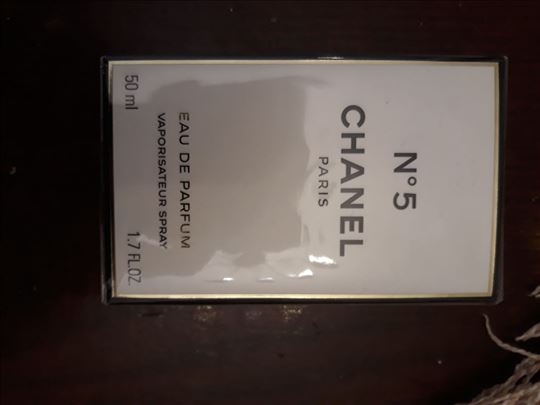 N°5
CHANEL
PARIS
EAU DE PARFUM
VAPORISATEUR SPRAY
50 ml 1.7 FL.OZ.